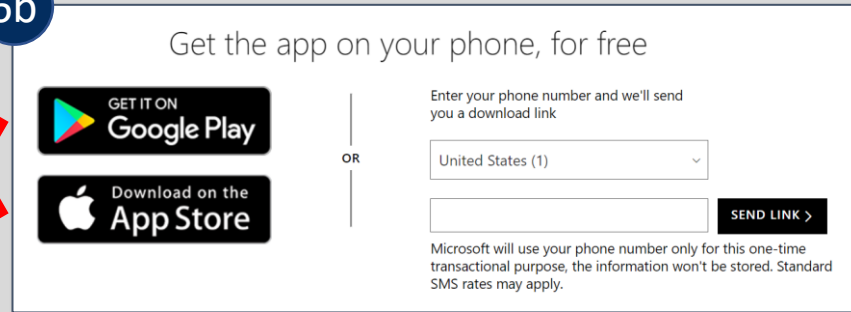 5b
Get the app on your phone, for free
GET IT ON
Google Play
Download on the
App Store
OR
Enter your phone number and we'll send
you a download link
United States (1)
SEND LINK >
Microsoft will use your phone number only for this one-time
transactional purpose, the information won't be stored. Standard
SMS rates may apply.